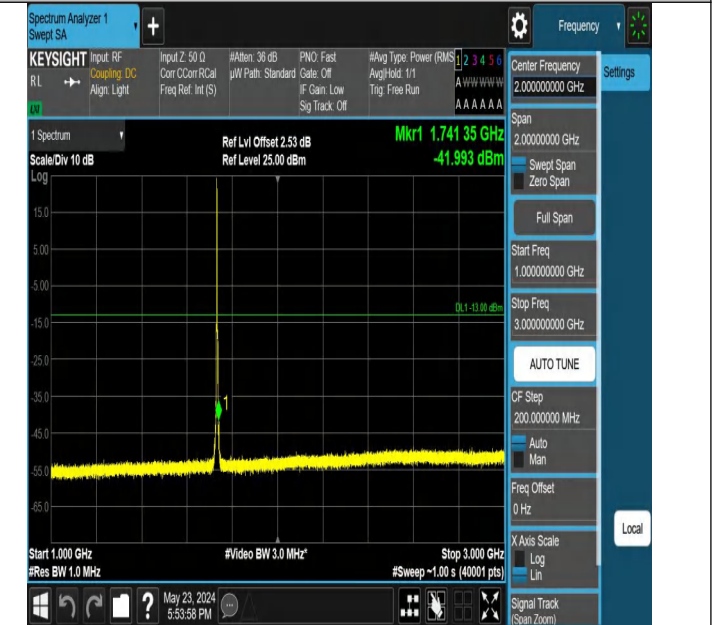 Spectrum Analyzer 1
Swept SA
+
Frequency
KEYSIGHT
RL
Input: RF
Coupling: DC
Align: Light
Input Z: 50 Ω
Corr CCorr RCal
Freq Ref: Int (S)
#Atten: 36 dB
µW Path: Standard
PNO: Fast
Gate: Off
IF Gain: Low
Sig Track: Off
#Avg Type: Power (RMS
Avg|Hold: 1/1
Trig: Free Run
1 2 3 4 5 6
A W W W W W
A A A A A A
Center Frequency
2.000000000 GHz
Settings
Span
2.00000000 GHz
Swept Span
Zero Span
Full Span
Start Freq
1.000000000 GHz
Stop Freq
3.000000000 GHz
AUTO TUNE
CF Step
200.000000 MHz
Auto
Man
Freq Offset
0 Hz
X Axis Scale
Log
Lin
Signal Track
(Span Zoom)
Local
1 Spectrum
Scale/Div 10 dB
Ref Lvl Offset 2.53 dB
Ref Level 25.00 dBm
Mkr1 1.741 35 GHz
-41.993 dBm
Log
15.0
5.00
-5.00
DL1 -13.00 dBm
-15.0
-25.0
-35.0
1
-45.0
-55.0
-65.0
Start 1.000 GHz
#Video BW 3.0 MHz*
Stop 3.000 GHz
#Res BW 1.0 MHz
#Sweep ~1.00 s (40001 pts)
?
May 23, 2024
5:53:58 PM